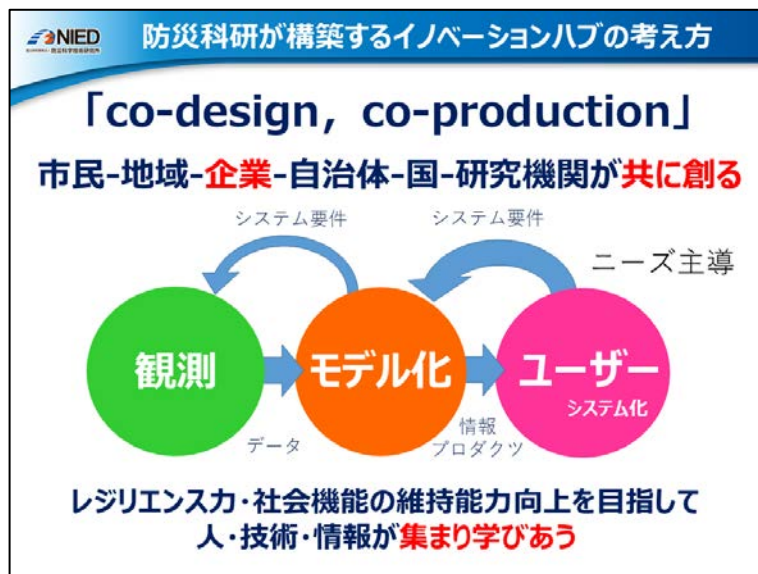 NIED
防災科研が構築するイノベーションハブの考え方
「co-design, co-production」
市民-地域-企業-自治体-国-研究機関が共に創る
システム要件
システム要件
ニーズ主導
観測
モデル化
ユーザー
システム化
データ
情報
プロダクツ
レジリエンス力・社会機能の維持能力向上を目指して
人・技術・情報が集まり学びあう